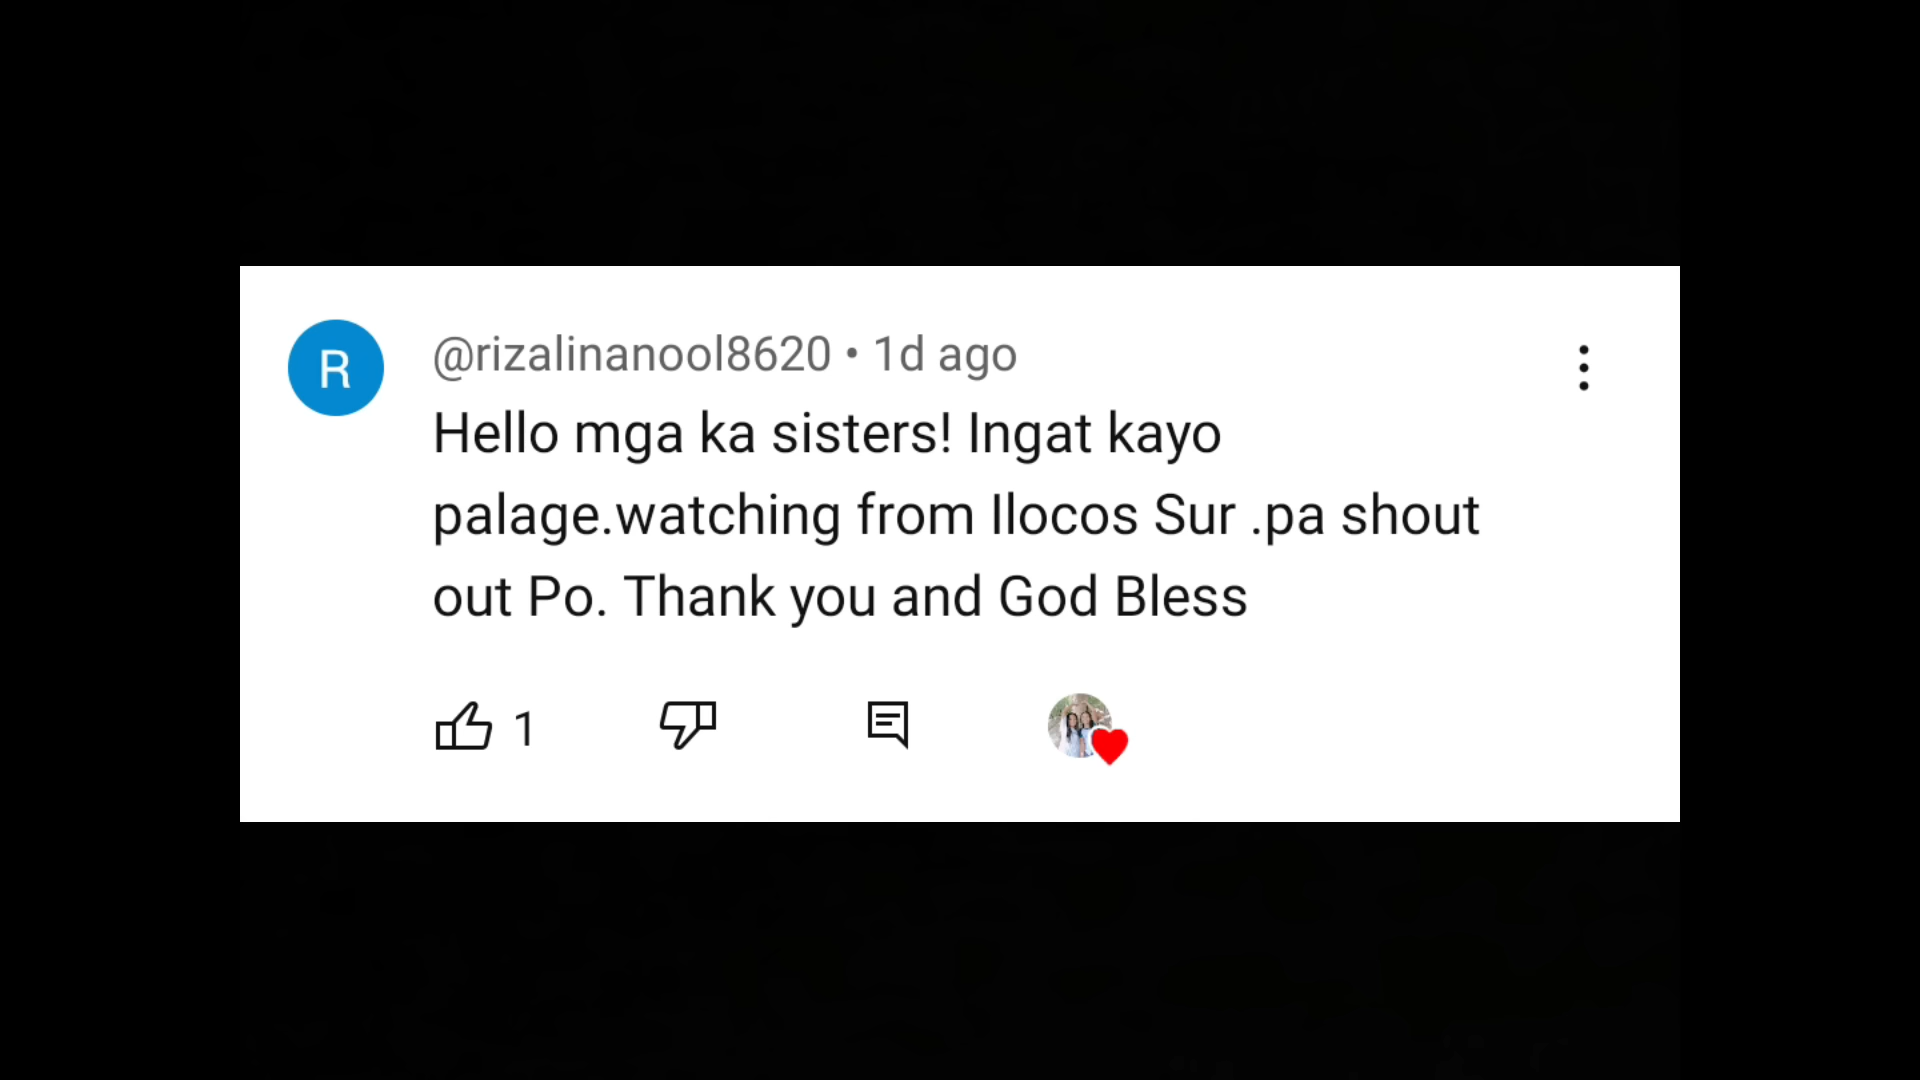 R
@rizalinanool8620 • 1d ago
Hello mga ka sisters! Ingat kayo
palage.watching from Ilocos Sur .pa shout
out Po. Thank you and God Bless
1